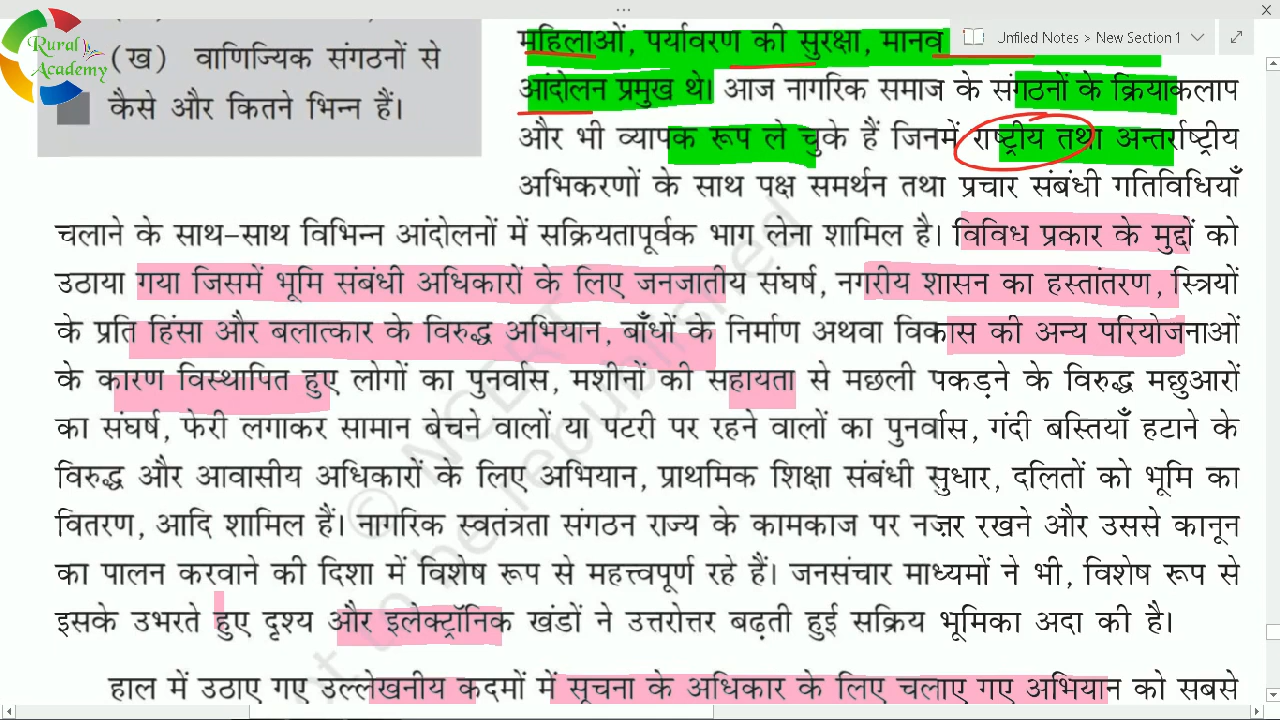 Rural
Academy
(ख) वाणिज्यिक संगठनों से
कैसे और कितने भिन्न हैं।
Jnfiled Notes > New Section 1
महिलाओं, पर्यावरण की सुरक्षा, मानव
आंदोलन प्रमुख थे। आज नागरिक समाज के संगठनों के क्रियाकलाप
और भी व्यापक रूप ले चुके हैं जिनमें राष्ट्रीय तथा अन्तर्राष्ट्रीय
अभिकरणों के साथ पक्ष समर्थन तथा प्रचार संबंधी गतिविधियाँ
चलाने के साथ-साथ विभिन्न आंदोलनों में सक्रियतापूर्वक भाग लेना शामिल है। विविध प्रकार के मुद्दों को
उठाया गया जिसमें भूमि संबंधी अधिकारों के लिए जनजातीय संघर्ष, नगरीय शासन का हस्तांतरण, स्त्रियों
के प्रति हिंसा और बलात्कार के विरुद्ध अभियान, बाँधों के निर्माण अथवा विकास की अन्य परियोजनाओं
के कारण विस्थापित हुए लोगों का पुनर्वास, मशीनों की सहायता से मछली पकड़ने के विरुद्ध मछुआरों
का संघर्ष, फेरी लगाकर सामान बेचने वालों या पटरी पर रहने वालों का पुनर्वास, गंदी बस्तियाँ हटाने के
विरुद्ध और आवासीय अधिकारों के लिए अभियान, प्राथमिक शिक्षा संबंधी सुधार, दलितों को भूमि का
वितरण, आदि शामिल हैं। नागरिक स्वतंत्रता संगठन राज्य के कामकाज पर नज़र रखने और उससे कानून
का पालन करवाने की दिशा में विशेष रूप से महत्त्वपूर्ण रहे हैं। जनसंचार माध्यमों ने भी, विशेष रूप से
इसके उभरते हुए दृश्य और इलेक्ट्रॉनिक खंडों ने उत्तरोत्तर बढ़ती हुई सक्रिय भूमिका अदा की है।
हाल में उठाए गए उल्लेखनीय कदमों में सूचना के अधिकार के लिए चलाए गए अभियान को सबसे
© NCERT
be republished